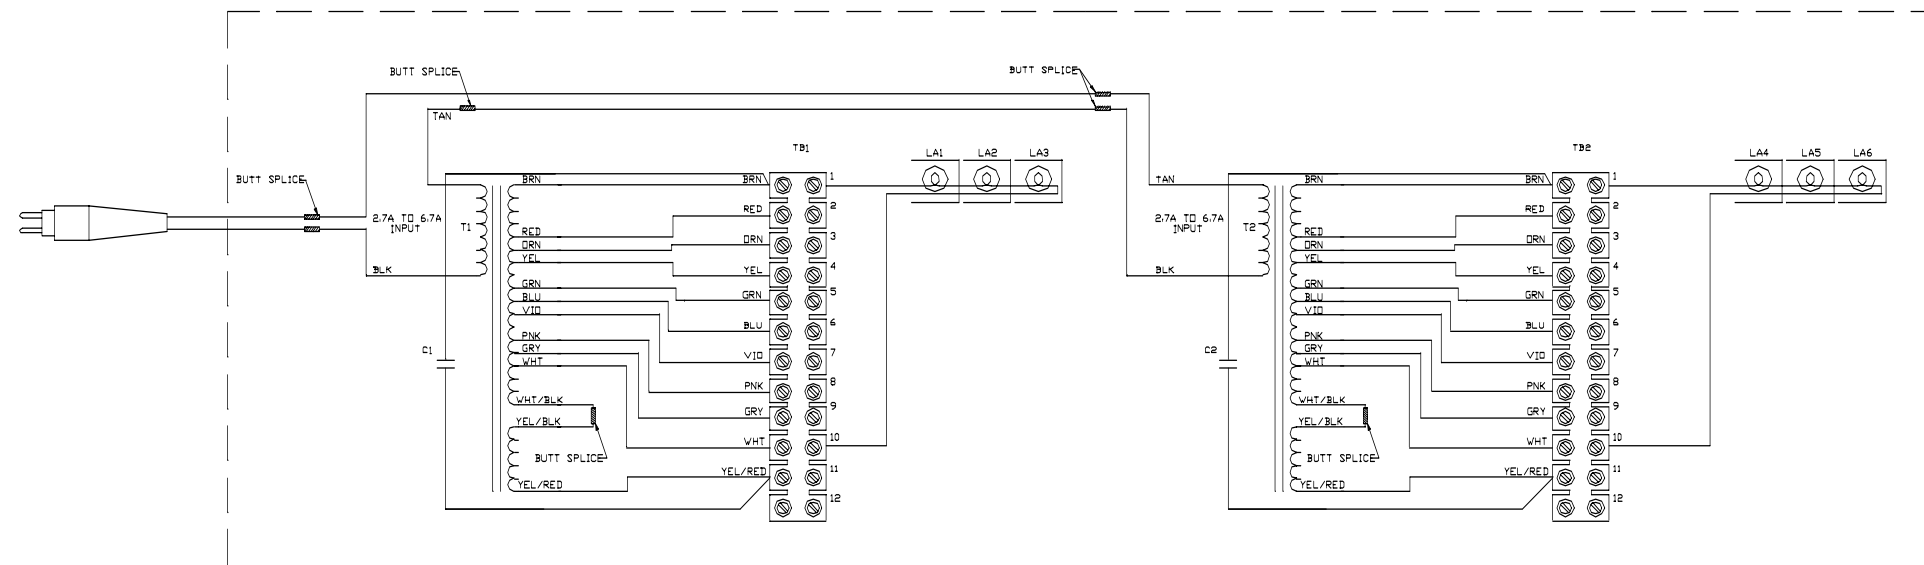 BUTT SPLICE
BUTT SPLICE
TAN
TB1
TB2
LA1 LA2 LA3
LA4 LA5 LA6
BUTT SPLICE
2.7A TO 6.7A
INPUT
T1
BLK
C1
BRN
RED
ORN
YEL
GRN
BLU
VIO
PNK
GRY
WHT
WHT/BLK
YEL/BLK
BUTT SPLICE
YEL/RED
BRN
RED
ORN
YEL
GRN
BLU
VIO
PNK
GRY
WHT
YEL/RED
1
2
3
4
5
6
7
8
9
10
11
12
TAN
2.7A TO 6.7A
INPUT
T2
BLK
C2
BRN
RED
ORN
YEL
GRN
BLU
VIO
PNK
GRY
WHT
WHT/BLK
YEL/BLK
BUTT SPLICE
YEL/RED
BRN
RED
ORN
YEL
GRN
BLU
VIO
PNK
GRY
WHT
YEL/RED
1
2
3
4
5
6
7
8
9
10
11
12